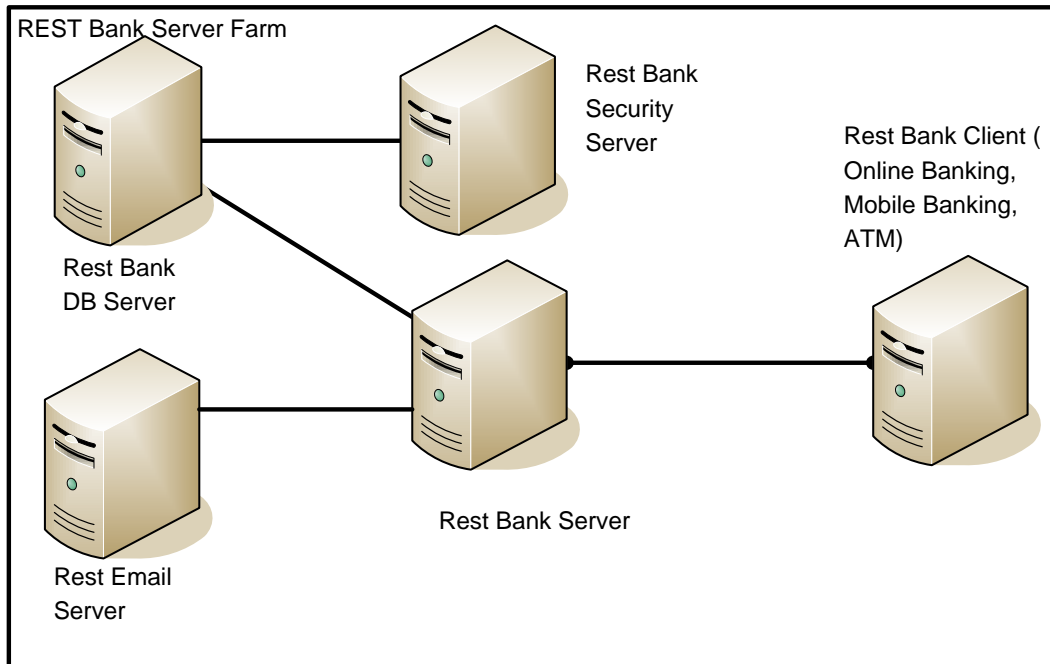 REST Bank Server Farm
Rest Bank
Security
Server
Rest Bank Client (
Online Banking,
Mobile Banking,
ATM)
Rest Bank
DB Server
Rest Bank Server
Rest Email
Server